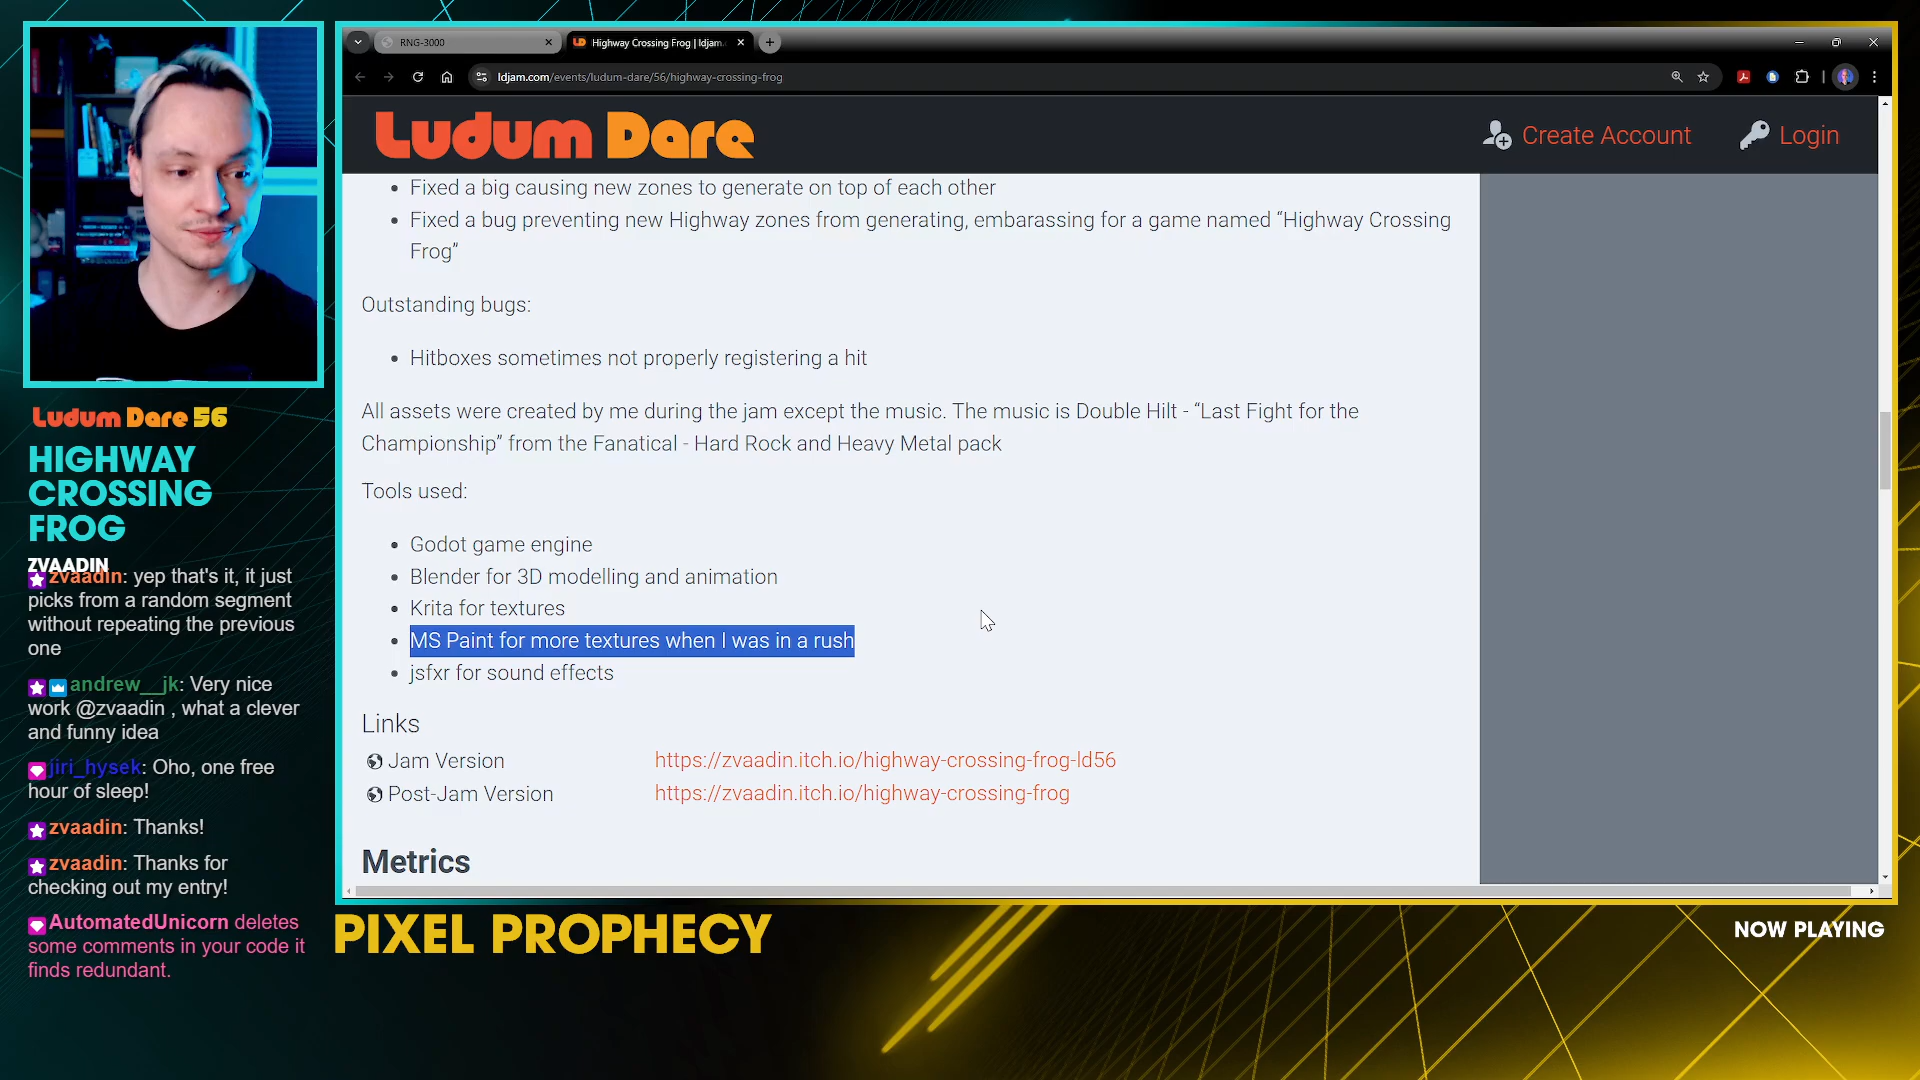 RNG-3000
Highway Crossing Frog | ldjam.
ldjam.com/events/ludum-dare/56/highway-crossing-frog
Ludum Dare
Create Account
Login
Fixed a big causing new zones to generate on top of each other
Fixed a bug preventing new Highway zones from generating, embarassing for a game named “Highway Crossing
Frog”
Outstanding bugs:
Hitboxes sometimes not properly registering a hit
All assets were created by me during the jam except the music. The music is Double Hilt - “Last Fight for the
Championship” from the Fanatical - Hard Rock and Heavy Metal pack
Tools used:
Godot game engine
Blender for 3D modelling and animation
Krita for textures
MS Paint for more textures when I was in a rush
jsfxr for sound effects
Links
Jam Version
https://zvaadin.itch.io/highway-crossing-frog-ld56
Post-Jam Version
https://zvaadin.itch.io/highway-crossing-frog
Metrics
Ludum Dare 56
HIGHWAY
CROSSING
FROG
ZVAADIN
zvaadin: yep that's it, it just
picks from a random segment
without repeating the previous
one
andrew__jk: Very nice
work @zvaadin , what a clever
and funny idea
jiri_hysek: Oho, one free
hour of sleep!
zvaadin: Thanks!
zvaadin: Thanks for
checking out my entry!
AutomatedUnicorn deletes
some comments in your code it
finds redundant.
PIXEL PROPHECY
NOW PLAYING